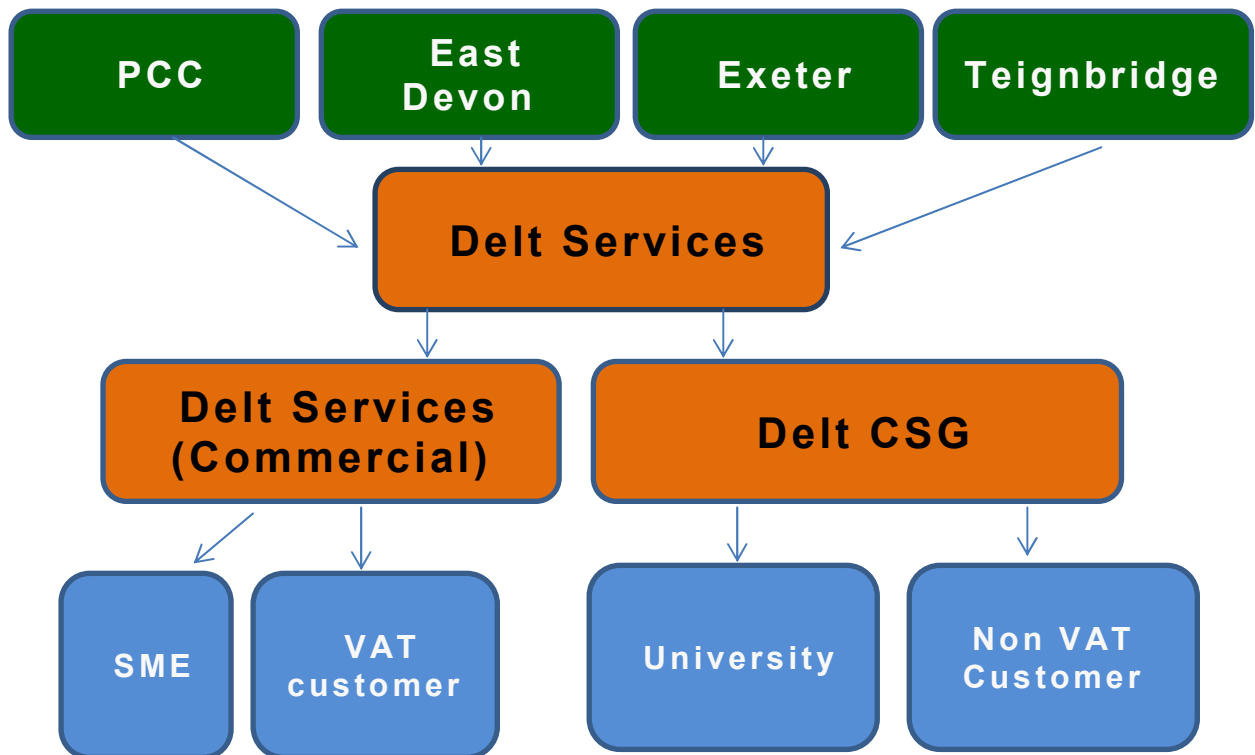 PCC
East
Devon
Exeter
Teignbridge
Delt Services
Delt Services
(Commercial)
Delt CSG
SME
VAT
customer
University
Non VAT
Customer